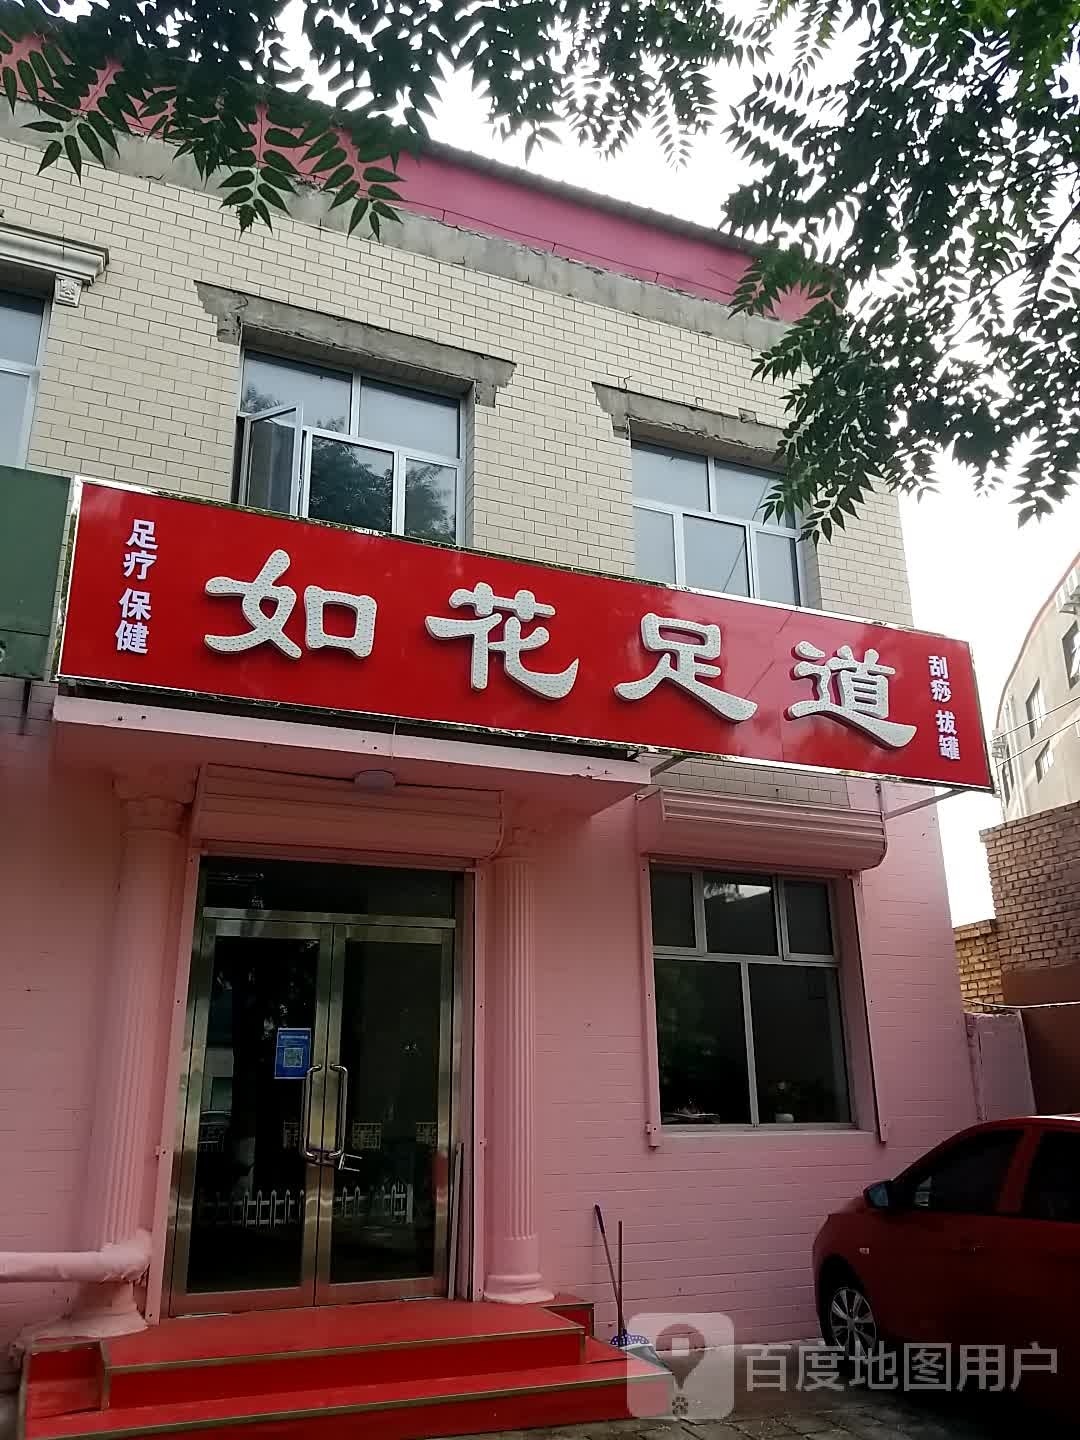 足疗 保健
如花足道
刮痧 拔罐
百度地图用户